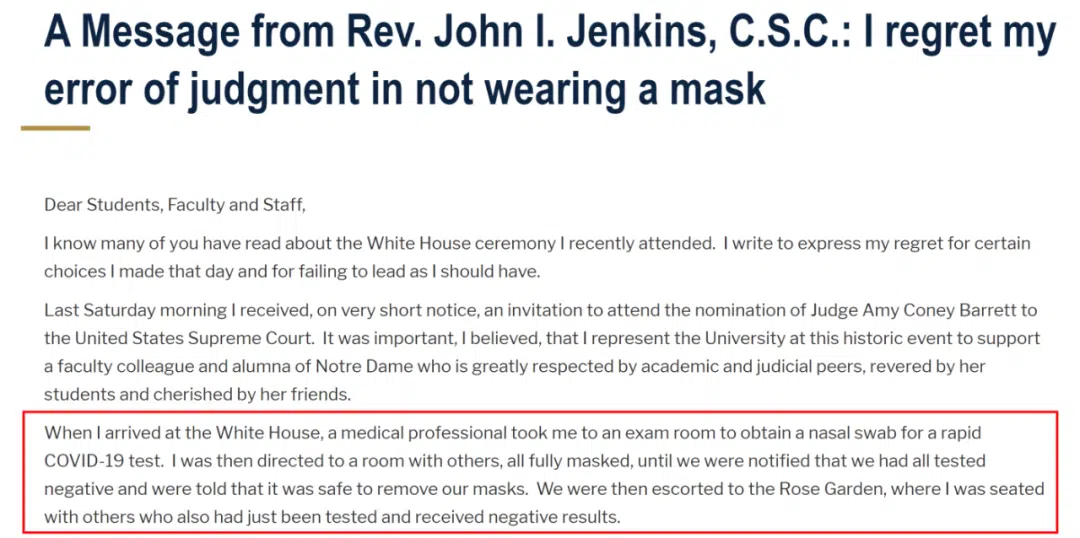 A Message from Rev. John I. Jenkins, C.S.C.: I regret my
error of judgment in not wearing a mask
Dear Students, Faculty and Staff,
I know many of you have read about the White House ceremony I recently attended.  I write to express my regret for certain
choices I made that day and for failing to lead as I should have.
Last Saturday morning I received, on very short notice, an invitation to attend the nomination of Judge Amy Coney Barrett to
the United States Supreme Court.  It was important, I believed, that I represent the University at this historic event to support
a faculty colleague and alumna of Notre Dame who is greatly respected by academic and judicial peers, revered by her
students and cherished by her friends.
When I arrived at the White House, a medical professional took me to an exam room to obtain a nasal swab for a rapid
COVID-19 test.  I was then directed to a room with others, all fully masked, until we were notified that we had all tested
negative and were told that it was safe to remove our masks.  We were then escorted to the Rose Garden, where I was seated
with others who also had just been tested and received negative results.